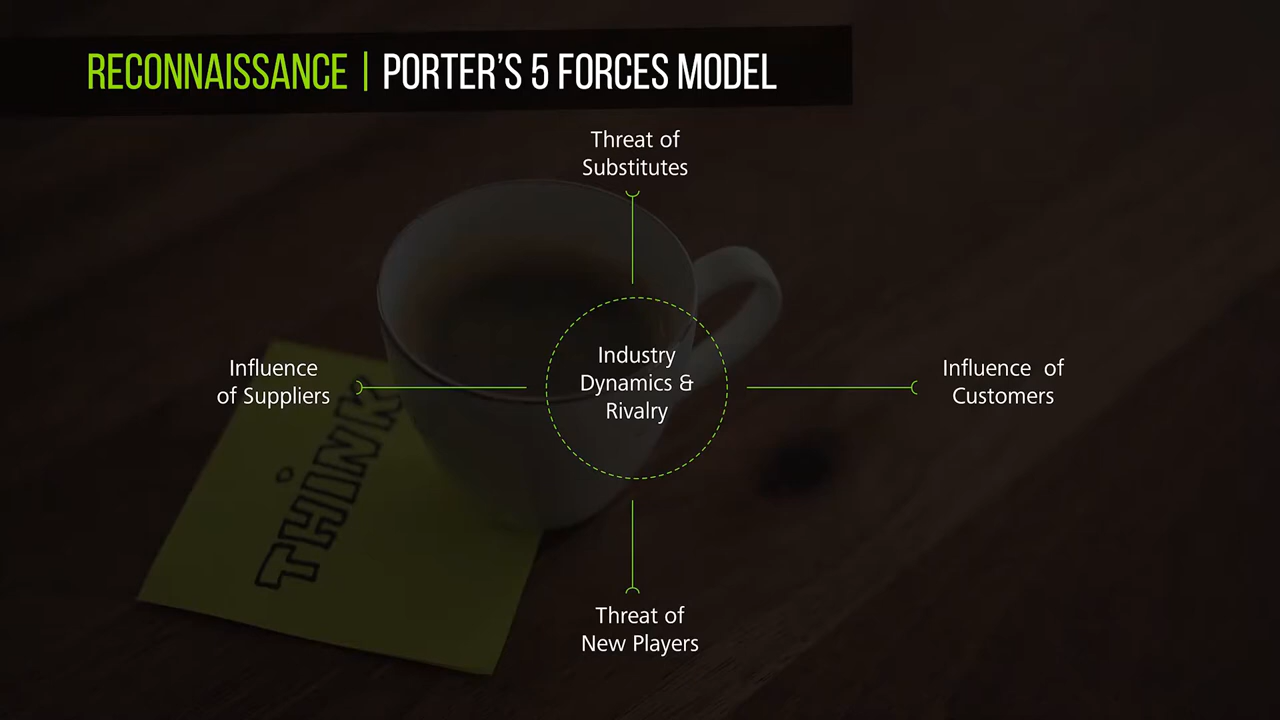 RECONNAISSANCE | PORTER'S 5 FORCES MODEL
Threat of
Substitutes
Influence
of Suppliers
Industry
Dynamics &
Rivalry
Influence of
Customers
THINK
Threat of
New Players